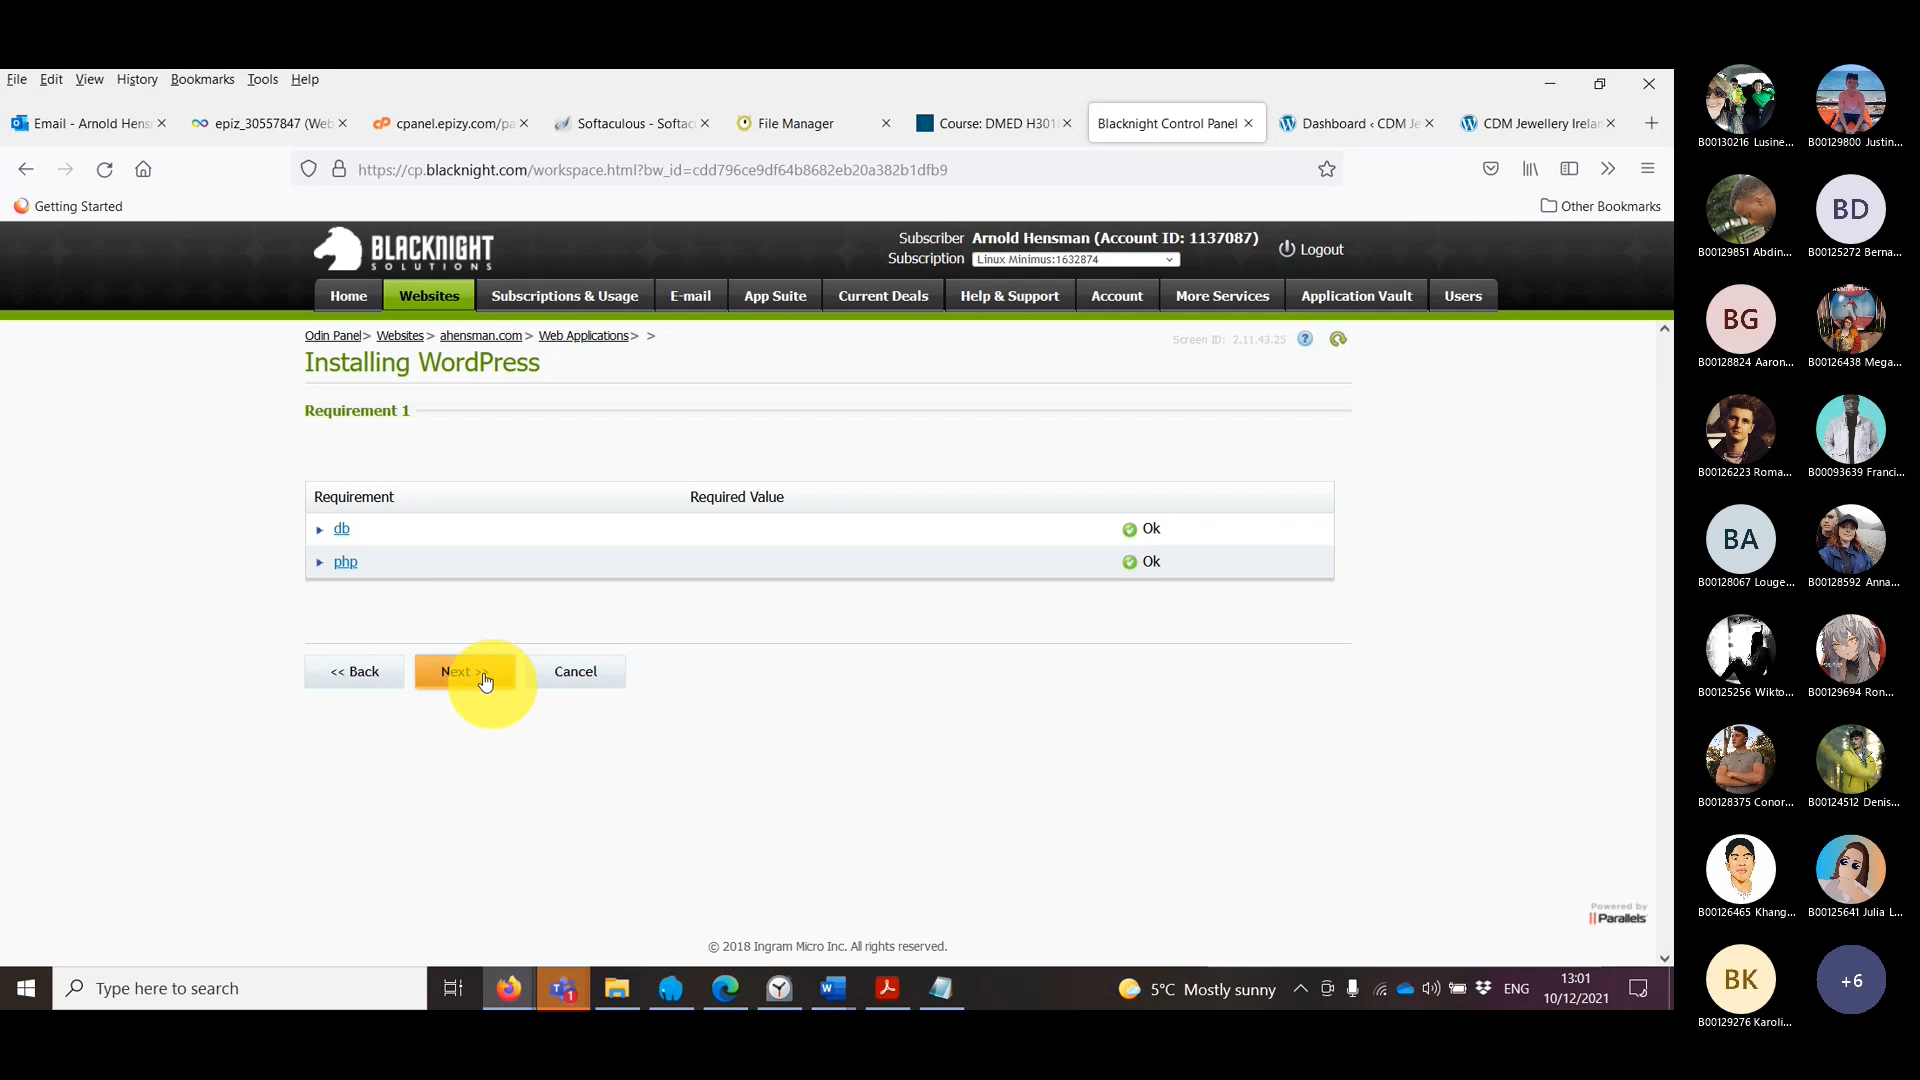 File Edit View History Bookmarks Tools Help
Email - Arnold Hens
epiz_30557847 (Web
cpanel.epizy.com/pa
Softaculous - Softac
File Manager
Course: DMED H301
Blacknight Control Panel
Dashboard ‹ CDM Je
CDM Jewellery Irelan
https://cp.blacknight.com/workspace.html?bw_id=cdd796ce9df64b8682eb20a382b1dfb9
Getting Started
Other Bookmarks
BLACKNIGHT
SOLUTIONS
Subscriber Arnold Hensman (Account ID: 1137087)
Subscription Linux Minimus:1632874
Logout
Home Websites Subscriptions & Usage E-mail App Suite Current Deals Help & Support Account More Services Application Vault Users
Odin Panel> Websites > ahensman.com > Web Applications > >
Screen ID: 2.11.43.25
Installing WordPress
Requirement 1
Requirement Required Value
db Ok
php Ok
<< Back Next >> Cancel
Powered by
Parallels
© 2018 Ingram Micro Inc. All rights reserved.
Type here to search
1
5°C Mostly sunny
ENG
13:01
10/12/2021
B00130216 Lusine...
B00129800 Justin...
B00129851 Abdin...
BD
B00125272 Berna...
BG
B00128824 Aaron...
B00126438 Mega...
B00126223 Roma...
B00093639 Franci...
BA
B00128067 Louge...
B00128592 Anna...
B00125256 Wikto...
B00129694 Ron...
B00128375 Conor...
B00124512 Denis...
B00126465 Khang...
B00125641 Julia L...
BK
B00129276 Karoli...
+6